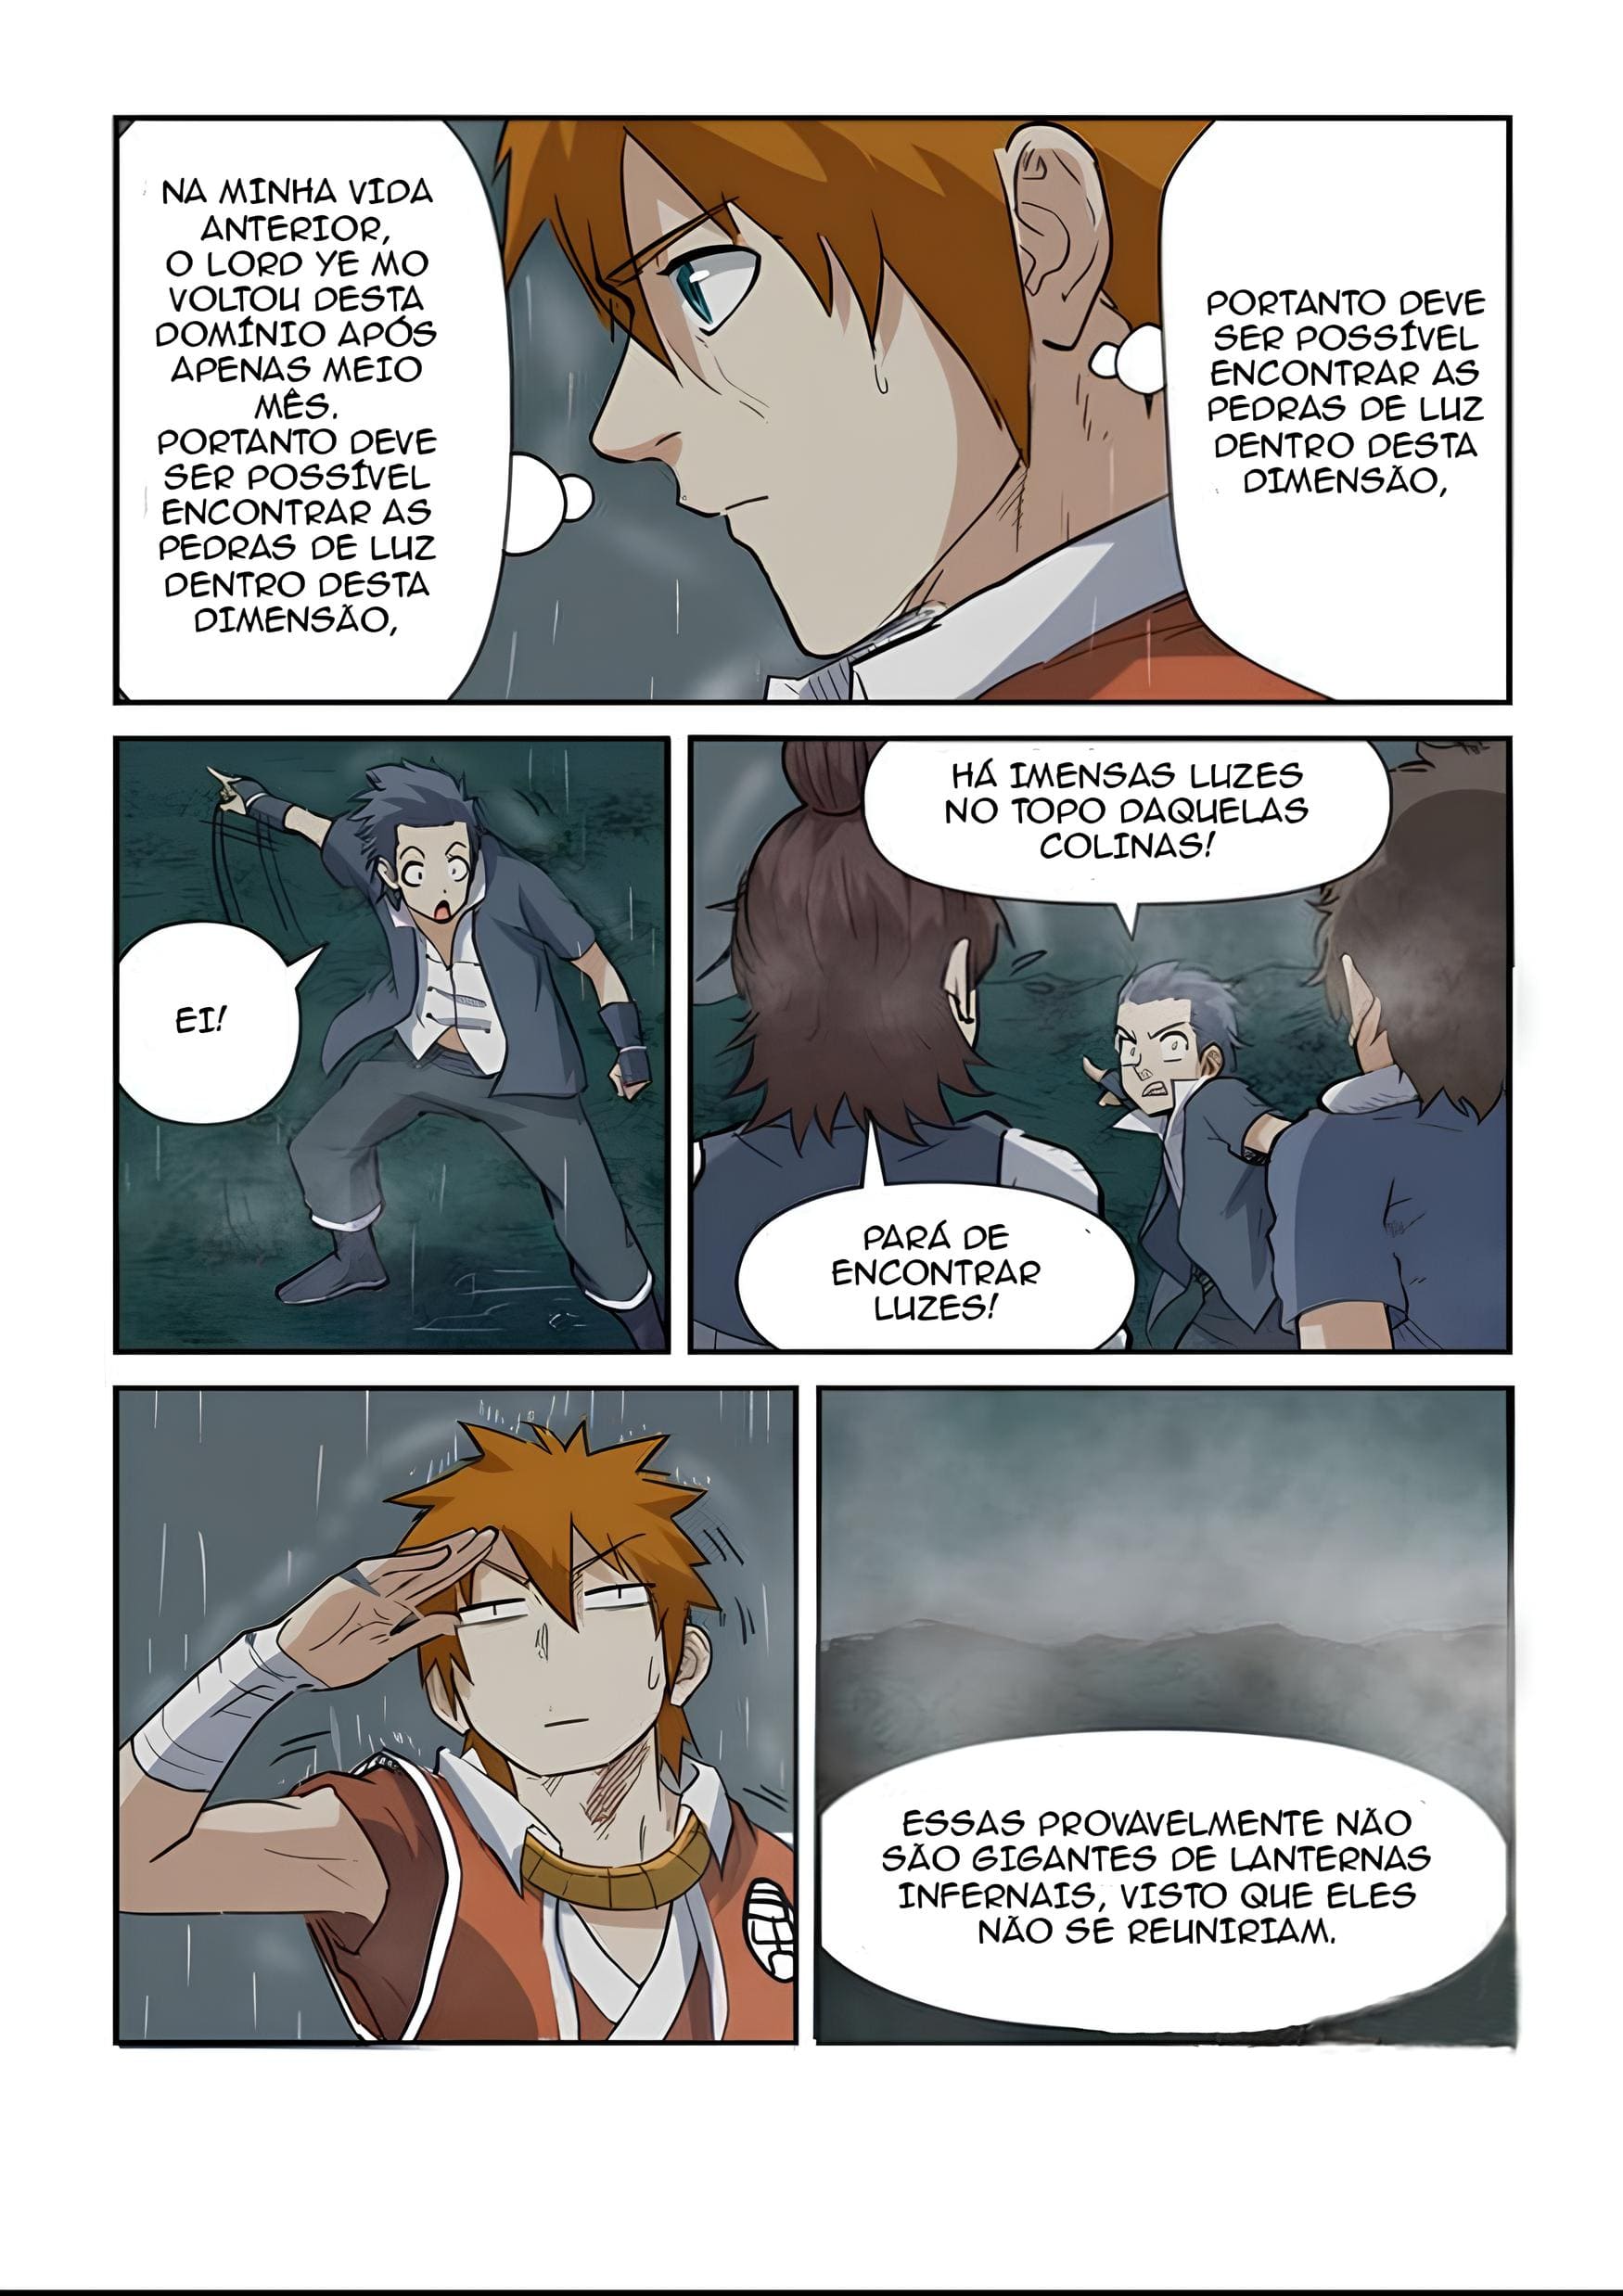 NA MINHA VIDA
ANTERIOR,
O LORD YE MO
VOLTOU DESTA
DOMÍNIO APÓS
APENAS MEIO
MÊS.
PORTANTO DEVE
SER POSSÍVEL
ENCONTRAR AS
PEDRAS DE LUZ
DENTRO DESTA
DIMENSÃO,
PORTANTO DEVE
SER POSSÍVEL
ENCONTRAR AS
PEDRAS DE LUZ
DENTRO DESTA
DIMENSÃO,
EI!
HÁ IMENSAS LUZES
NO TOPO DAQUELAS
COLINAS!
PARÁ DE
ENCONTRAR
LUZES!
ESSAS PROVAVELMENTE NÃO
SÃO GIGANTES DE LANTERNAS
INFERNAIS, VISTO QUE ELES
NÃO SE REUNIRIAM.